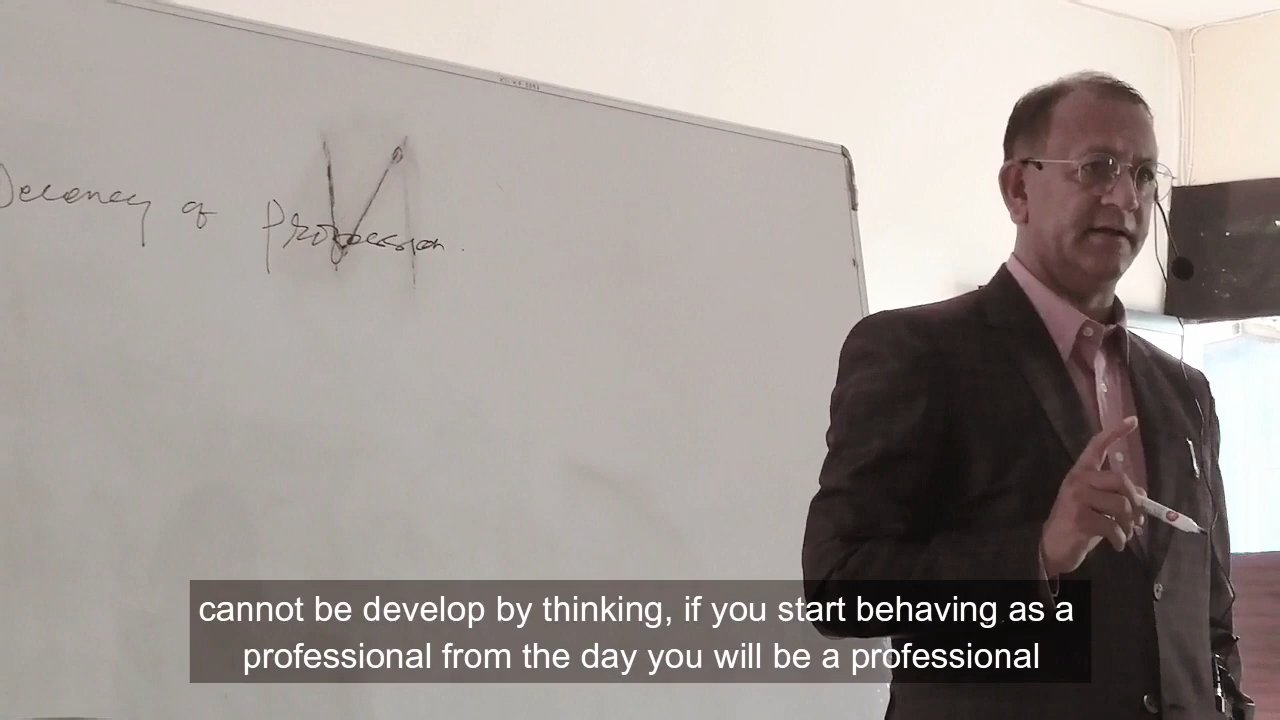 Decency of Profession.
cannot be develop by thinking, if you start behaving as a
professional from the day you will be a professional